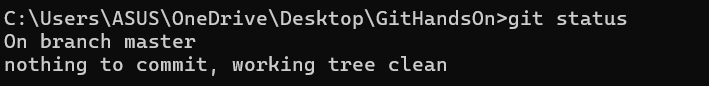 C:\Users\ASUS\OneDrive\Desktop\GitHandsOn>git status
On branch master
nothing to commit, working tree clean